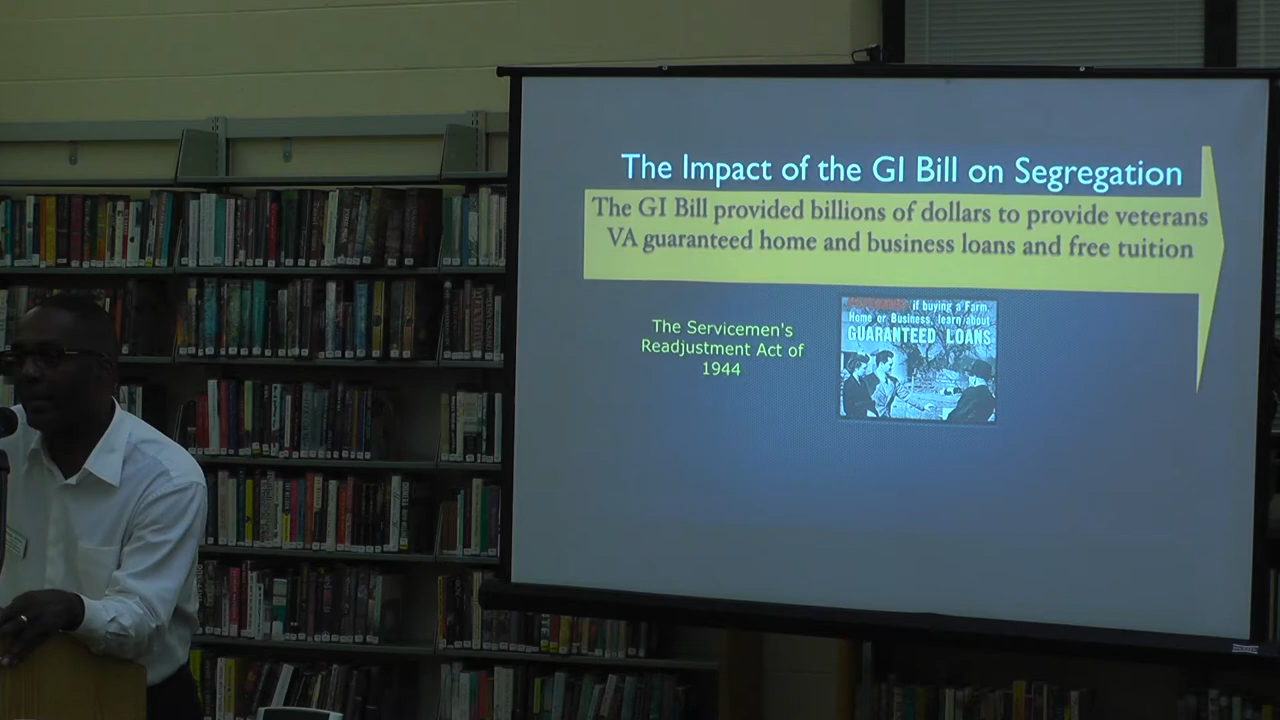 The Impact of the GI Bill on Segregation
The GI Bill provided billions of dollars to provide veterans
VA guaranteed home and business loans and free tuition
The Servicemen's
Readjustment Act of
1944
if buying a Farm,
Home or Business, learn about
GUARANTEED LOANS